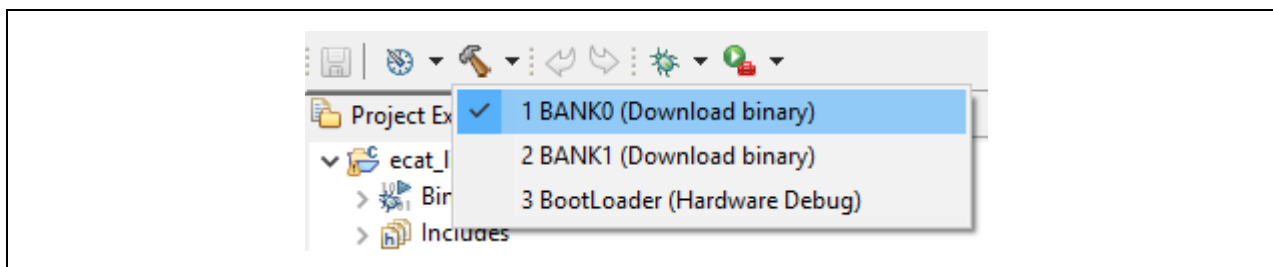 Project Ex
1 BANK0 (Download binary)
ecat_l
2 BANK1 (Download binary)
Bin
3 BootLoader (Hardware Debug)
Includes